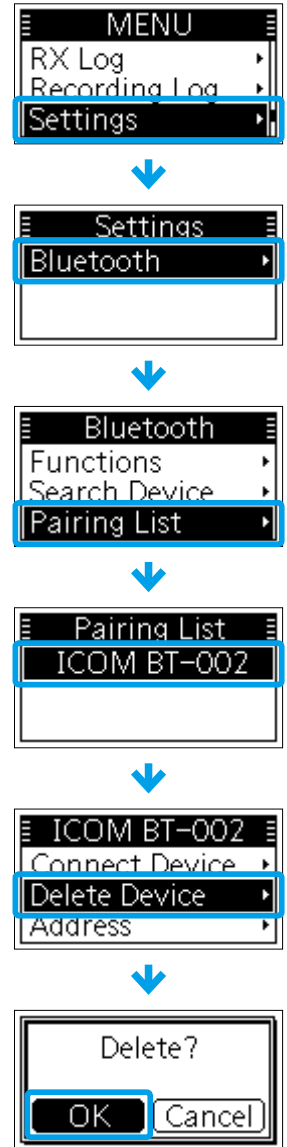 MENU
RX Log
Recording Log
Settings
Settings
Bluetooth
Bluetooth
Functions
Search Device
Pairing List
Pairing List
ICOM BT-002
ICOM BT-002
Connect Device
Delete Device
Address
Delete?
OK Cancel